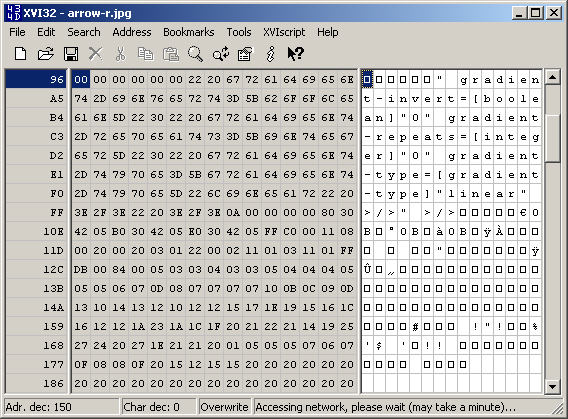 XVI32 - arrow-r.jpg
File Edit Search Address Bookmarks Tools XVIscript Help
96 00 00 00 00 00 00 22 20 67 72 61 64 69 65 6E " gradien
A5 74 2D 69 6E 76 65 72 74 3D 5B 62 6F 6F 6C 65 t-invert=[boole
B4 61 6E 5D 22 30 22 20 67 72 61 64 69 65 6E 74 an]"0" gradient
C3 2D 72 65 70 65 61 74 73 3D 5B 69 6E 74 65 67 -repeats=[integ
D2 65 72 5D 22 30 22 20 67 72 61 64 69 65 6E 74 er]"0" gradient
E1 2D 74 79 70 65 3D 5B 67 72 61 64 69 65 6E 74 -type=[gradient
F0 2D 74 79 70 65 5D 22 6C 69 6E 65 61 72 22 20 -type]"linear"
FF 3E 2F 3E 22 20 3E 2F 3E 0A 00 00 00 00 80 30 >/>" >/>€0
10E 42 05 B0 30 42 05 E0 30 42 05 FF C0 00 11 08 B°0Bà0BÿÀ
11D 00 20 00 20 03 01 22 00 02 11 01 03 11 01 FF "ÿ
12C DB 00 84 00 05 03 04 03 03 05 04 04 04 04 05 Û„
13B 05 05 06 07 0D 08 07 07 07 07 10 0B 0C 09 0D
14A 13 10 14 13 12 10 12 12 15 17 1E 19 15 16 1C
159 16 12 12 1A 23 1A 1C 1F 20 21 22 21 14 19 25 # !"!%
168 27 24 20 27 1E 21 21 20 01 05 05 05 07 06 07 '$ '!!
177 0F 08 08 0F 20 15 12 15 20 20 20 20 20 20 20
186 20 20 20 20 20 20 20 20 20 20 20 20 20 20 20
Adr. dec: 150 Char dec: 0 Overwrite Accessing network, please wait (may take a minute)...